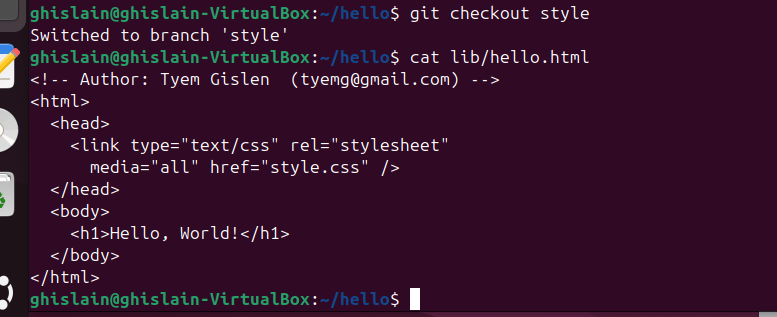 ghislain@ghislain-VirtualBox:~/hello$ git checkout style
Switched to branch 'style'
ghislain@ghislain-VirtualBox:~/hello$ cat lib/hello.html
<!-- Author: Tyem Gislen  (tyemg@gmail.com) -->
<html>
  <head>
    <link type="text/css" rel="stylesheet"
      media="all" href="style.css" />
  </head>
  <body>
    <h1>Hello, World!</h1>
  </body>
</html>
ghislain@ghislain-VirtualBox:~/hello$